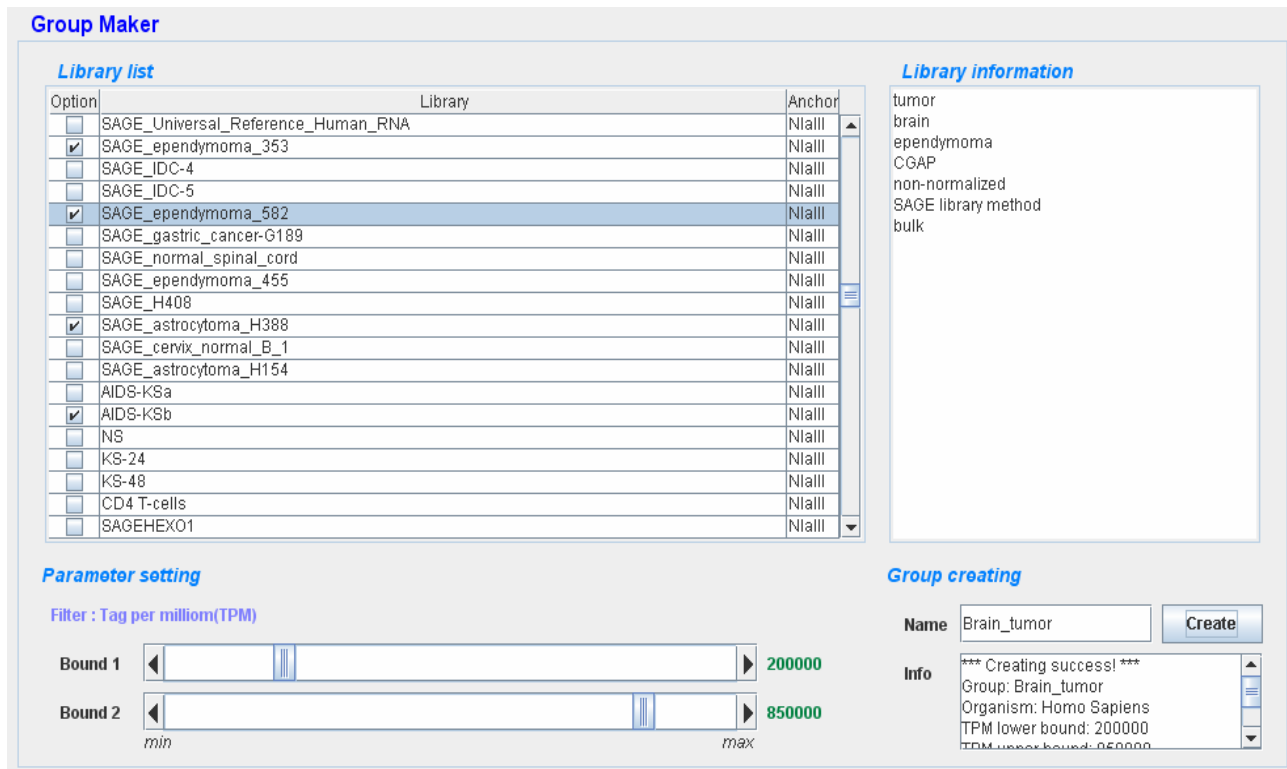 Group Maker
Library list
Option Library Anchor
SAGE_Universal_Reference_Human_RNA NlaIII
SAGE_ependymoma_353 NlaIII
SAGE_IDC-4 NlaIII
SAGE_IDC-5 NlaIII
SAGE_ependymoma_582 NlaIII
SAGE_gastric_cancer-G189 NlaIII
SAGE_normal_spinal_cord NlaIII
SAGE_ependymoma_455 NlaIII
SAGE_H408 NlaIII
SAGE_astrocytoma_H388 NlaIII
SAGE_cervix_normal_B_1 NlaIII
SAGE_astrocytoma_H154 NlaIII
AIDS-KSa NlaIII
AIDS-KSb NlaIII
NS NlaIII
KS-24 NlaIII
KS-48 NlaIII
CD4 T-cells NlaIII
SAGEHEXO1 NlaIII
Library information
tumor
brain
ependymoma
CGAP
non-normalized
SAGE library method
bulk
Parameter setting
Filter : Tag per milliom(TPM)
Bound 1 200000
Bound 2 850000
min max
Group creating
Name Brain_tumor Create
Info
*** Creating success! ***
Group: Brain_tumor
Organism: Homo Sapiens
TPM lower bound: 200000
TPM upper bound: 850000